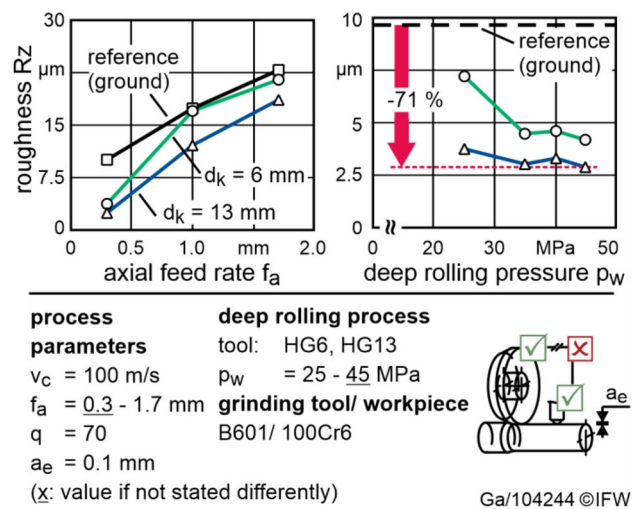 30
μm
15
7.5
0
roughness Rz
reference
(ground)
dk = 6 mm
dk = 13 mm
0 0.5 1.0 mm 2.0
axial feed rate fa
10
μm
5
2.5
0
reference
(ground)
-71 %
0 20 30 MPa 50
deep rolling pressure pw
process
parameters
vc = 100 m/s
fa = 0.3 - 1.7 mm
q = 70
ae = 0.1 mm
(x: value if not stated differently)
deep rolling process
tool: HG6, HG13
pw = 25 - 45 MPa
grinding tool/ workpiece
B601/ 100Cr6
ae
Ga/104244 ©IFW